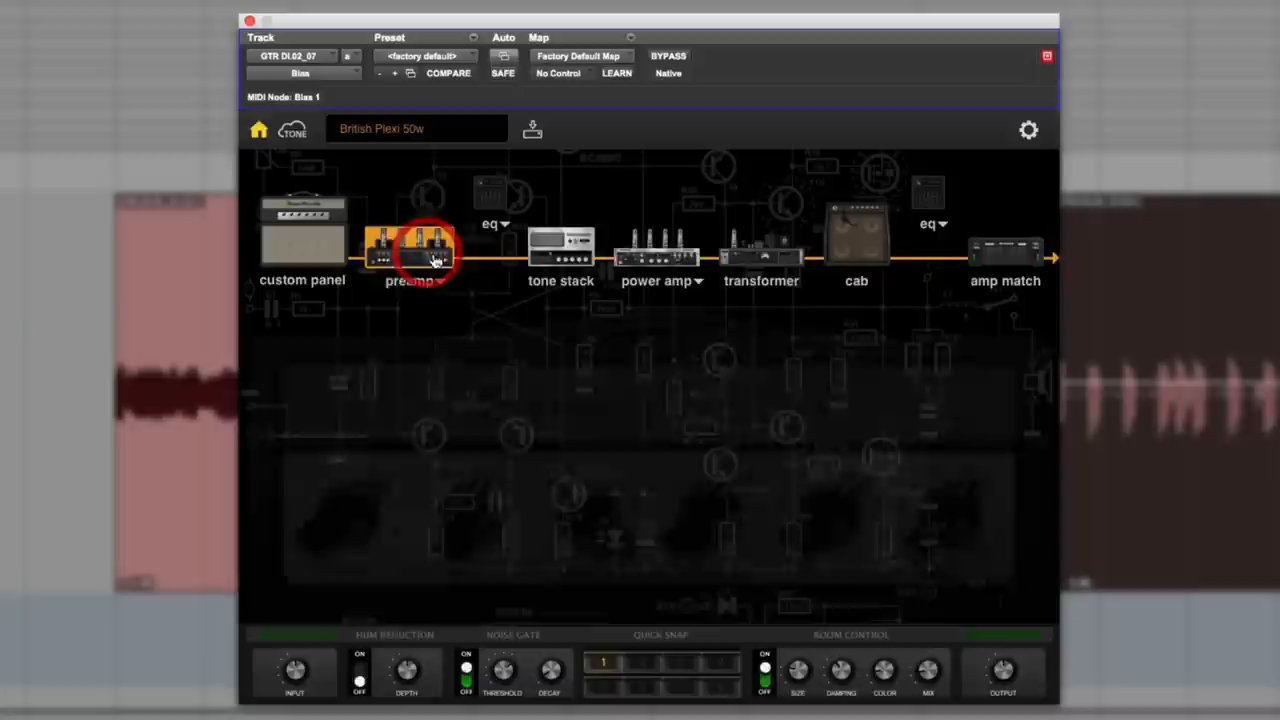 Track
Preset
Auto
Map
GTR DI.02_07
a
<factory default>
Factory Default Map
BYPASS
Bias
- +
COMPARE
SAFE
No Control
LEARN
Native
MIDI Node: Bias 1
TONE
British Plexi 50w
eq
eq
custom panel
preamp
tone stack
power amp
transformer
cab
amp match
HUM REDUCTION
NOISE GATE
QUICK SNAP
ROOM CONTROL
ON
ON
ON
1
OFF
OFF
OFF
INPUT
DEPTH
THRESHOLD
DECAY
SIZE
DAMPING
COLOR
MIX
OUTPUT